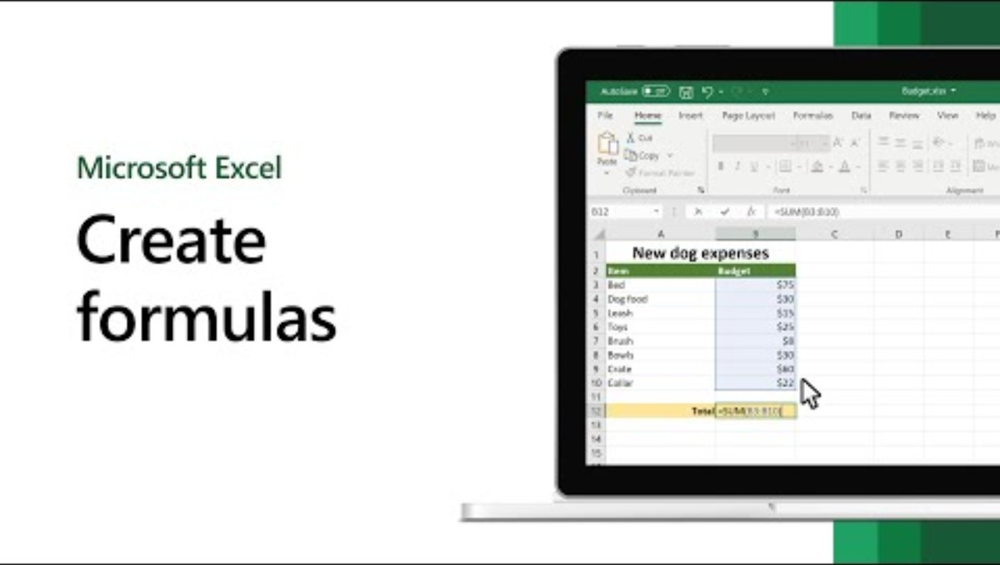 Microsoft Excel
Create
formulas
AutoSave Off
Budget.xlsx
File Home Insert Page Layout Formulas Data Review View Help
Cut
Copy
Format Painter
Paste
Clipboard Font Alignment
B12 fx =SUM(B3:B10)
A B C D E F
1 New dog expenses
2 Item Budget
3 Bed $75
4 Dog food $30
5 Leash $15
6 Toys $25
7 Brush $8
8 Bowls $30
9 Crate $60
10 Collar $22
11
12 Total =SUM(B3:B10)
13
14
15